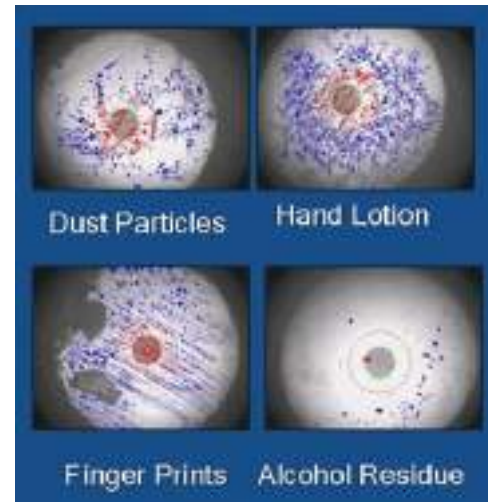 Dust Particles
Hand Lotion
Finger Prints
Alcohol Residue